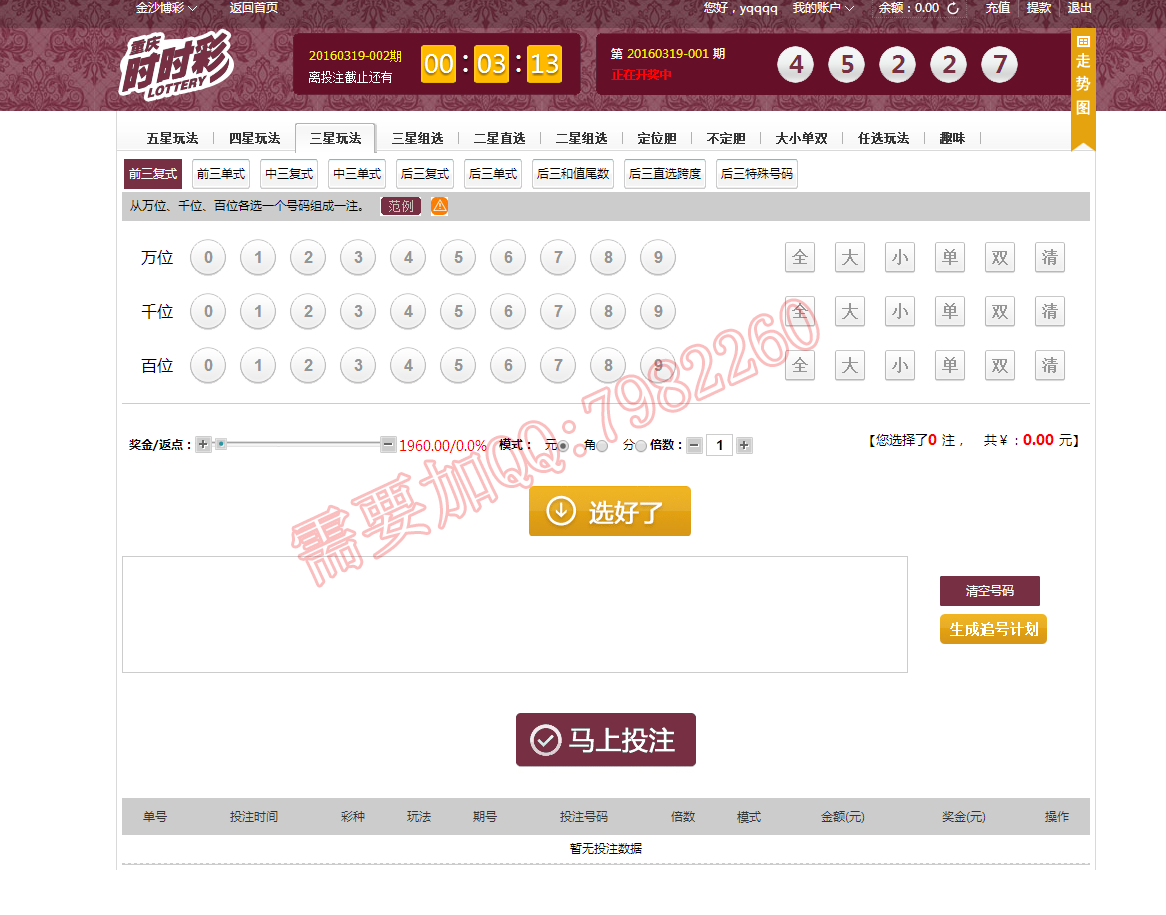 金沙博彩 返回首页 您好，yqqqq 我的账户 余额：0.00 充值 提款 退出
重庆
时时彩
LOTTERY
20160319-002期
离投注截止还有
00:03:13
第 20160319-001 期
正在开奖中
4 5 2 2 7
走势图
五星玩法 四星玩法 三星玩法 三星组选 二星直选 二星组选 定位胆 不定胆 大小单双 任选玩法 趣味
前三复式 前三单式 中三复式 中三单式 后三复式 后三单式 后三和值尾数 后三直选跨度 后三特殊号码
从万位、千位、百位各选一个号码组成一注。 范例
万位 0 1 2 3 4 5 6 7 8 9 全 大 小 单 双 清
千位 0 1 2 3 4 5 6 7 8 9 全 大 小 单 双 清
百位 0 1 2 3 4 5 6 7 8 9 全 大 小 单 双 清
需要加QQ:7982260
奖金/返点： + − 1960.00/0.0% 模式： 元 角 分 倍数： − 1 +
【您选择了0 注， 共￥：0.00 元】
选好了
清空号码
生成追号计划
马上投注
单号 投注时间 彩种 玩法 期号 投注号码 倍数 模式 金额(元) 奖金(元) 操作
暂无投注数据